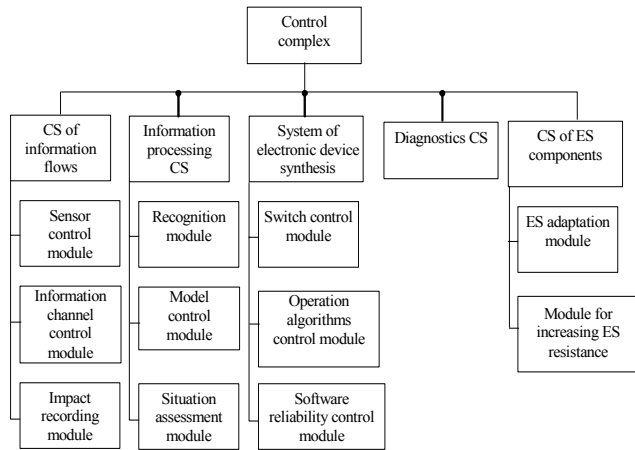 Control
complex
CS of
information
flows
Information
processing
CS
System of
electronic device
synthesis
Diagnostics CS
CS of ES
components
Sensor
control
module
Recognition
module
Switch control
module
ES adaptation
module
Information
channel
control
module
Model
control
module
Operation
algorithms
control module
Module for
increasing ES
resistance
Impact
recording
module
Situation
assessment
module
Software
reliability control
module